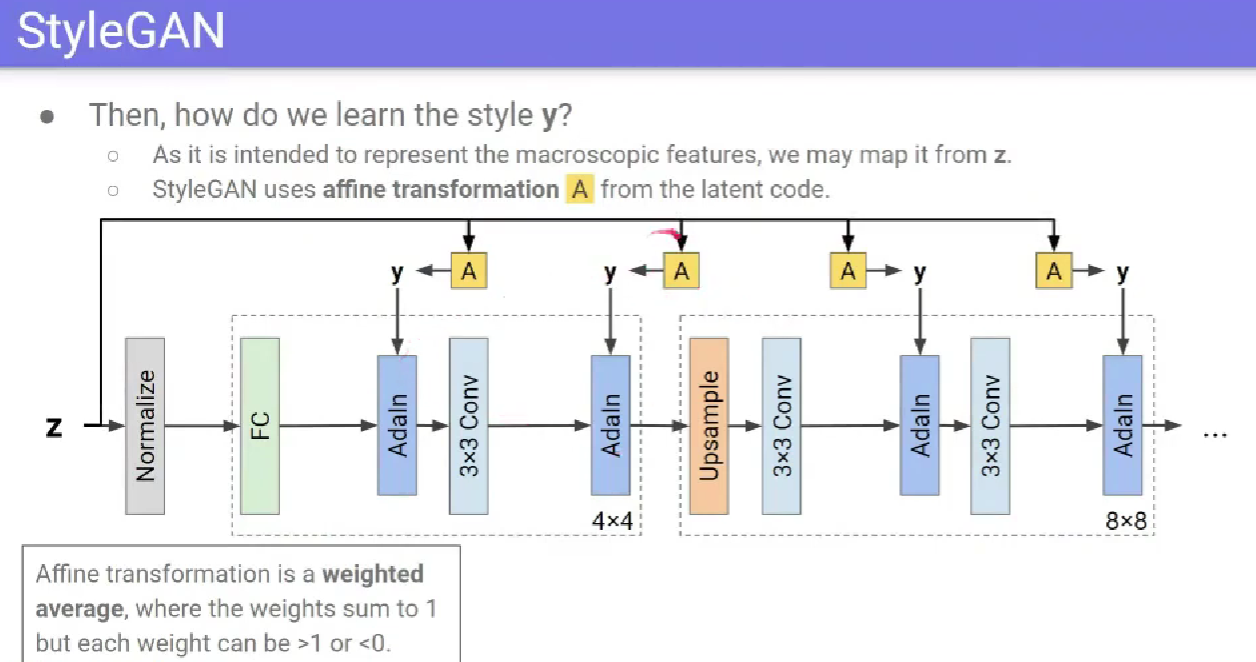 StyleGAN
● Then, how do we learn the style y?
○ As it is intended to represent the macroscopic features, we may map it from z.
○ StyleGAN uses affine transformation A from the latent code.
y A y A A y A y
z Normalize FC AdaIn 3×3 Conv AdaIn Upsample 3×3 Conv AdaIn 3×3 Conv AdaIn ...
4×4 8×8
Affine transformation is a weighted
average, where the weights sum to 1
but each weight can be >1 or <0.